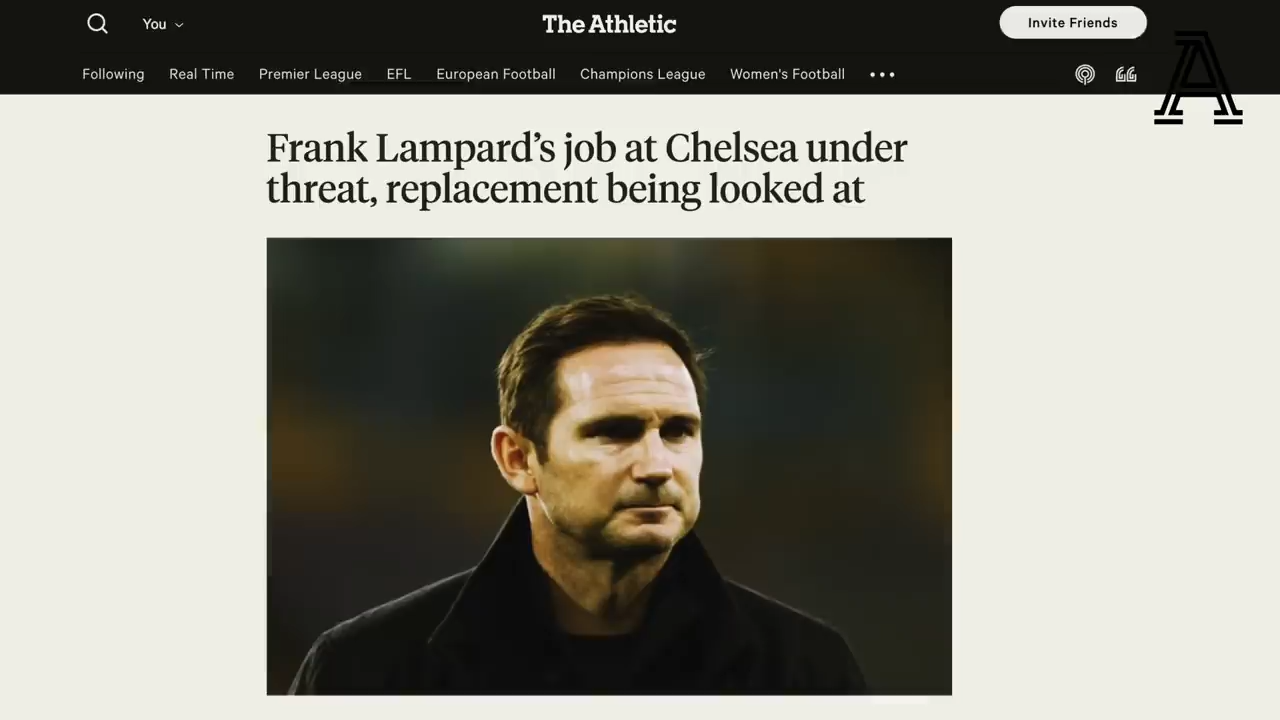 You
The Athletic
Invite Friends
Following Real Time Premier League EFL European Football Champions League Women's Football
A
Frank Lampard’s job at Chelsea under
threat, replacement being looked at